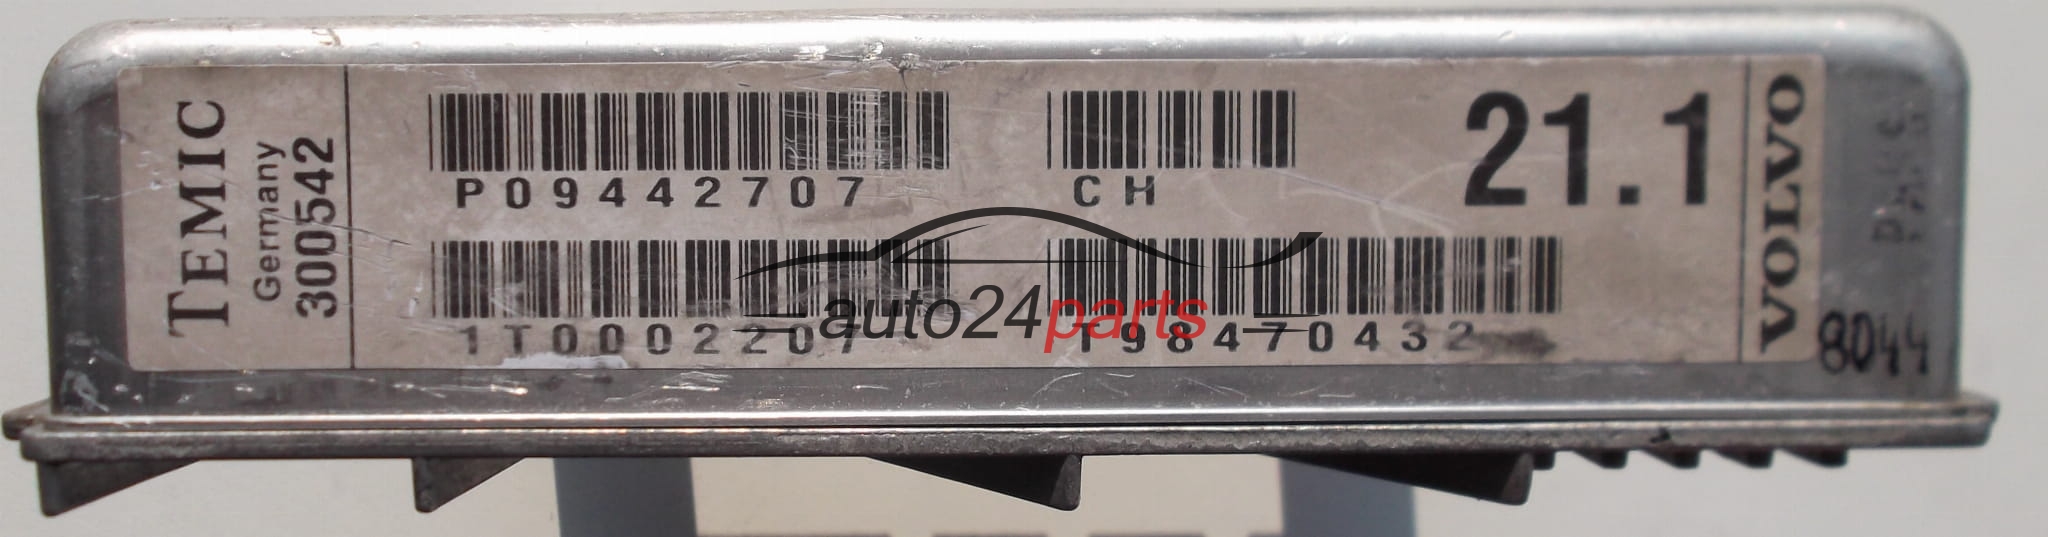 TEMIC
Germany
300542
P09442707
CH
21.1
1T0002207
198470432
VOLVO
8044
auto24parts